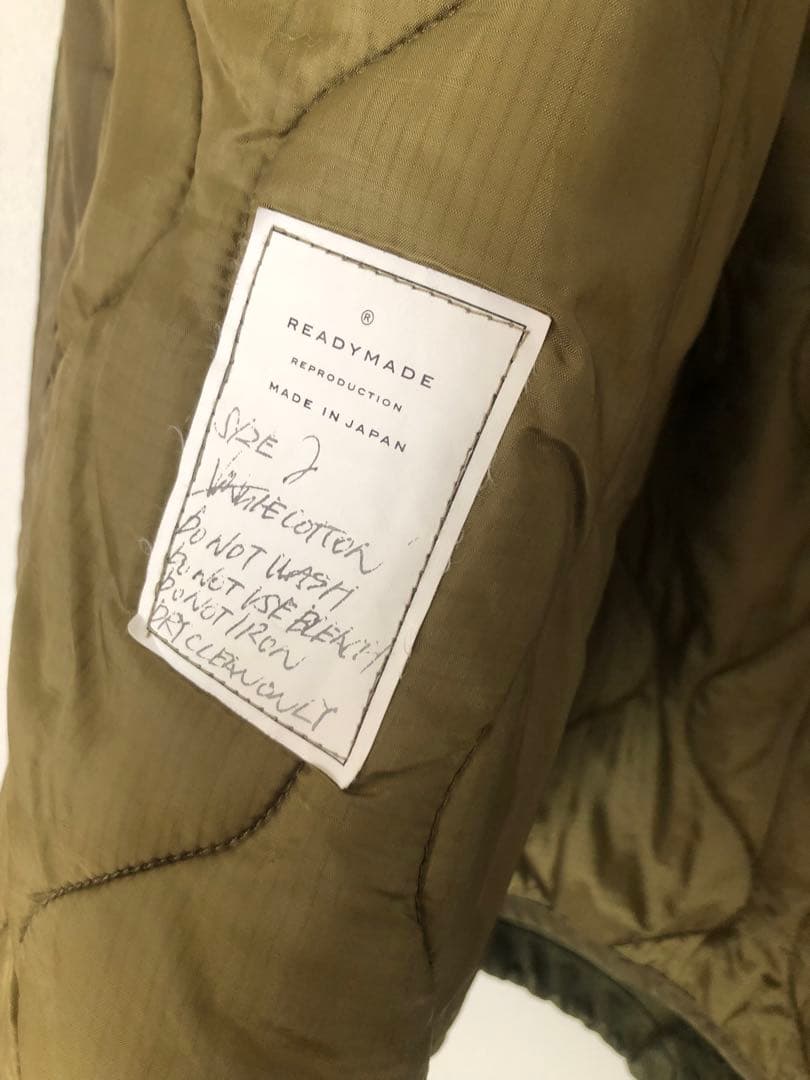 ®
READYMADE
REPRODUCTION
MADE IN JAPAN
SIZE 2
COTTON
DO NOT WASH
DO NOT USE BLEACH
DO NOT IRON
DRY CLEAN ONLY